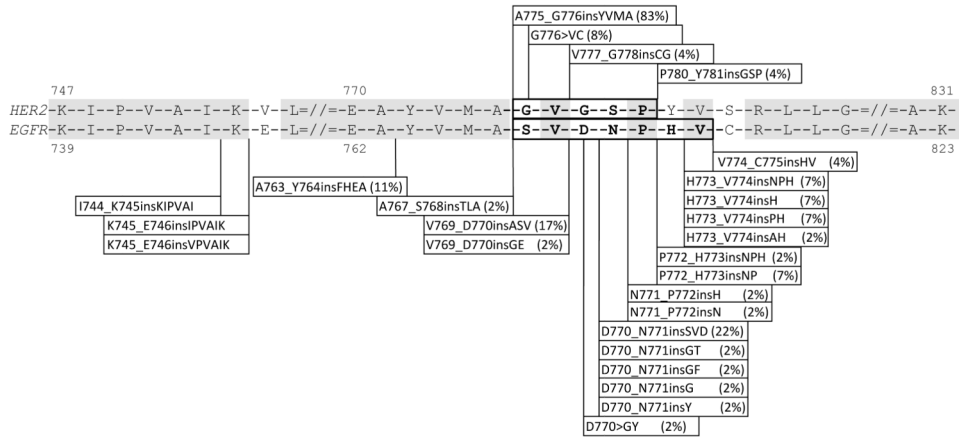 A775_G776insYVMA (83%)
G776>VC (8%)
V777_G778insCG (4%)
P780_Y781insGSP (4%)
747 770 831
HER2 K--I--P--V--A--I--K--V--L=//=E--A--Y--V--M--A--G--V--G--S--P--Y--V--S--R--L--L--G=//=A--K
EGFR K--I--P--V--A--I--K--E--L=//=E--A--Y--V--M--A--S--V--D--N--P--H--V--C--R--L--L--G=//=A--K
739 762 823
V774_C775insHV (4%)
A763_Y764insFHEA (11%)
H773_V774insNPH (7%)
I744_K745insKIPVAI
A767_S768insTLA (2%)
H773_V774insH (7%)
K745_E746insIPVAIK
V769_D770insASV (17%)
H773_V774insPH (7%)
K745_E746insVPVAIK
V769_D770insGE (2%)
H773_V774insAH (2%)
P772_H773insNPH (2%)
P772_H773insNP (7%)
N771_P772insH (2%)
N771_P772insN (2%)
D770_N771insSVD (22%)
D770_N771insGT (2%)
D770_N771insGF (2%)
D770_N771insG (2%)
D770_N771insY (2%)
D770>GY (2%)